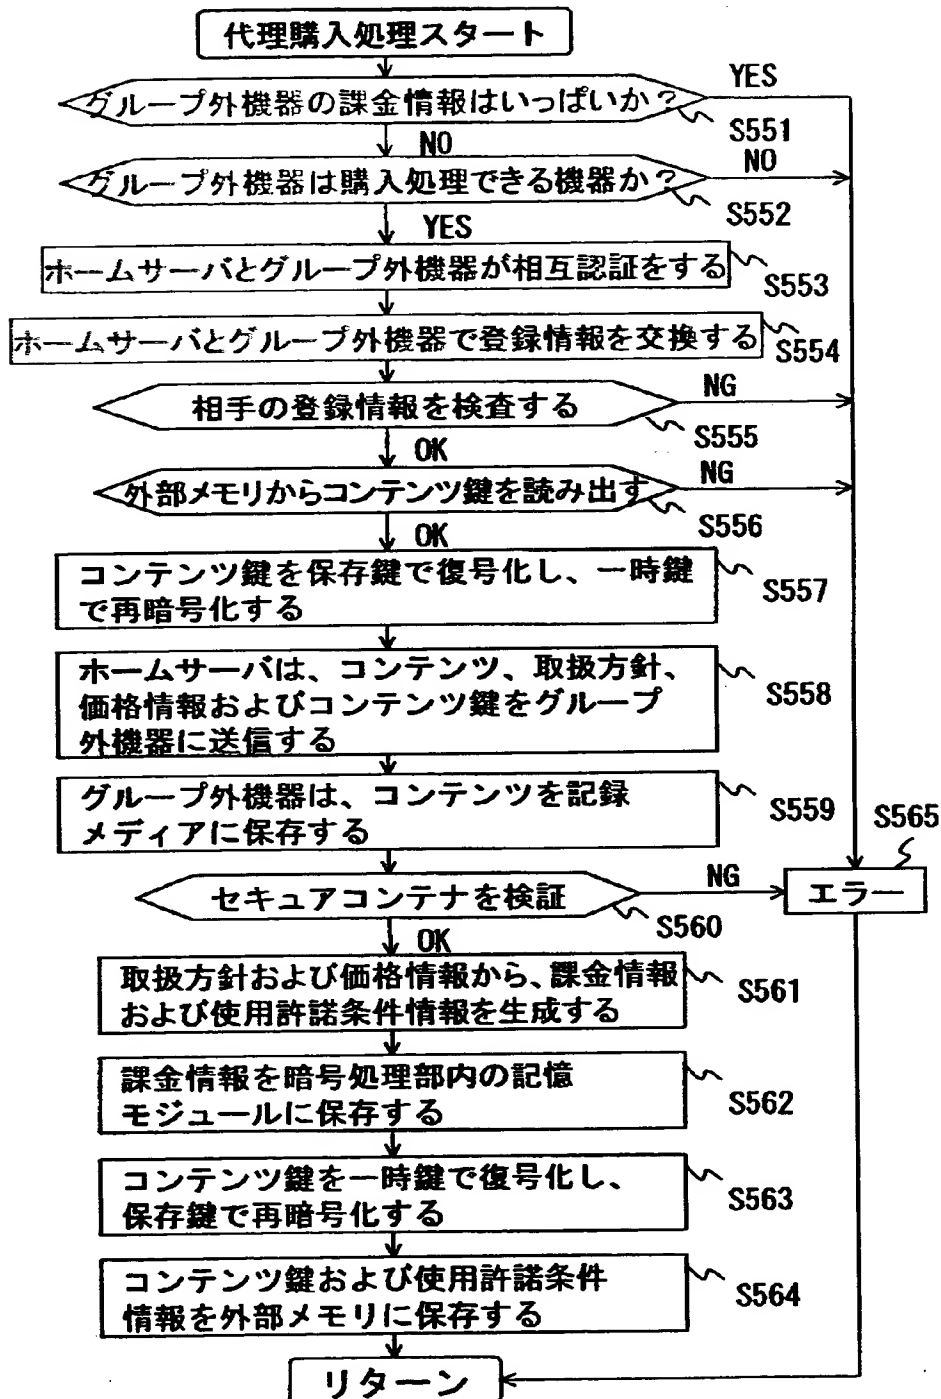 代理購入処理スタート
グループ外機器の課金情報はいっぱいか?
YES
S551
NO
グループ外機器は購入処理できる機器か?
NO
S552
YES
ホームサーバとグループ外機器が相互認証をする
S553
ホームサーバとグループ外機器で登録情報を交換する
S554
相手の登録情報を検査する
NG
S555
OK
外部メモリからコンテンツ鍵を読み出す
NG
S556
OK
コンテンツ鍵を保存鍵で復号化し、一時鍵
で再暗号化する
S557
ホームサーバは、コンテンツ、取扱方針、
価格情報およびコンテンツ鍵をグループ
外機器に送信する
S558
グループ外機器は、コンテンツを記録
メディアに保存する
S559
S565
エラー
セキュアコンテナを検証
NG
S560
OK
取扱方針および価格情報から、課金情報
および使用許諾条件情報を生成する
S561
課金情報を暗号処理部内の記憶
モジュールに保存する
S562
コンテンツ鍵を一時鍵で復号化し、
保存鍵で再暗号化する
S563
コンテンツ鍵および使用許諾条件
情報を外部メモリに保存する
S564
リターン